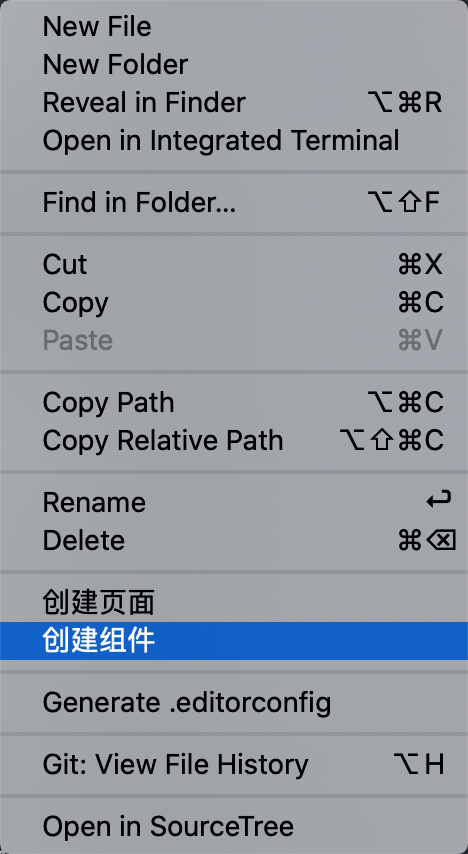 New File
New Folder
Reveal in Finder ⌥⌘R
Open in Integrated Terminal
Find in Folder... ⌥⇧F
Cut ⌘X
Copy ⌘C
Paste ⌘V
Copy Path ⌥⌘C
Copy Relative Path ⌥⇧⌘C
Rename ↩
Delete ⌘⌫
创建页面
创建组件
Generate .editorconfig
Git: View File History ⌥H
Open in SourceTree